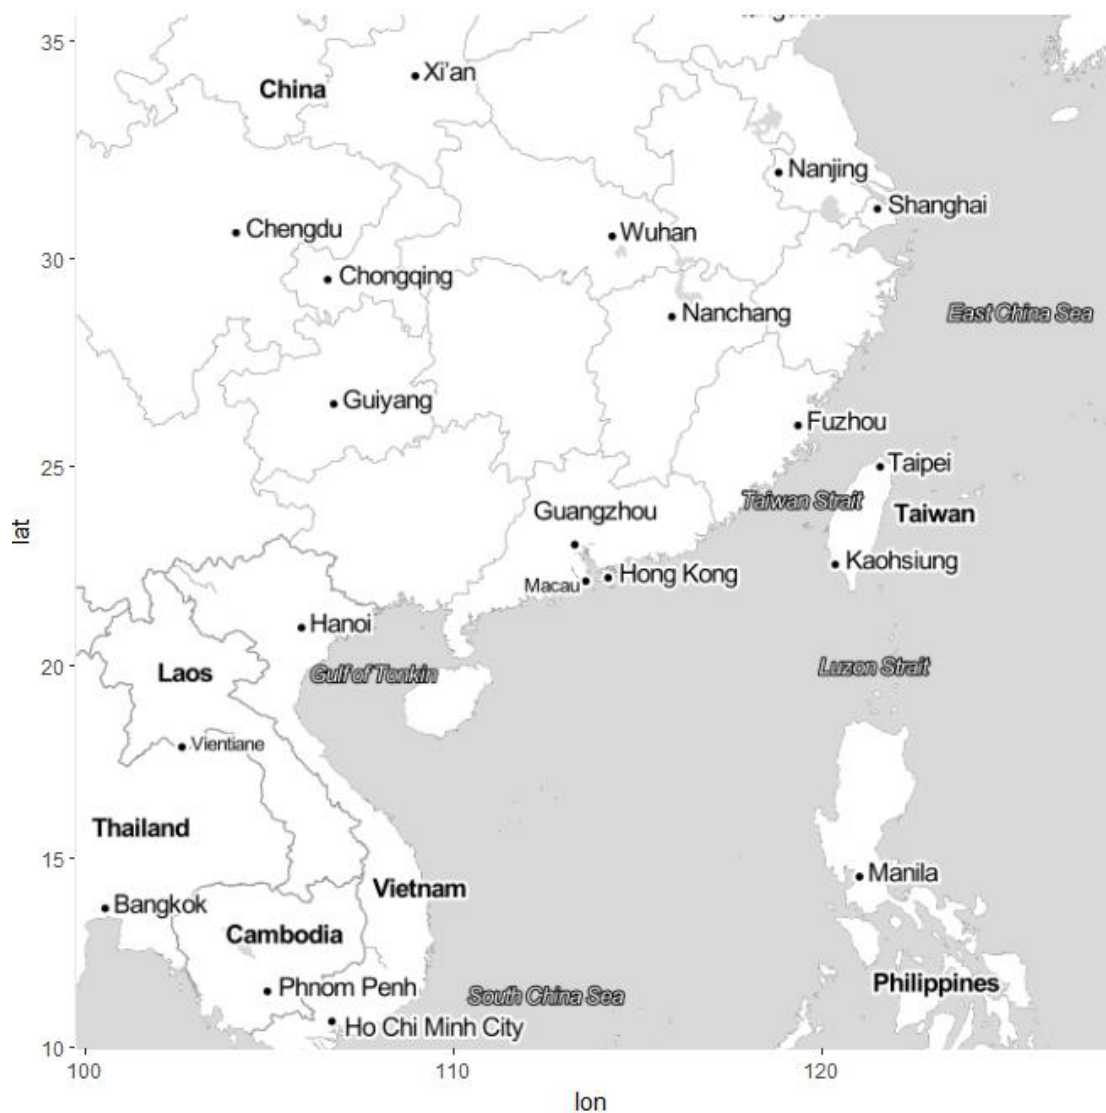 35
China
Xi'an
Nanjing
Shanghai
Chengdu
Wuhan
30
Chongqing
Nanchang
East China Sea
Guiyang
Fuzhou
25
Taipei
Taiwan Strait
Taiwan
Guangzhou
lat
Kaohsiung
Hong Kong
Macau
Hanoi
20
Laos
Gulf of Tonkin
Luzon Strait
Vientiane
Thailand
15
Manila
Vietnam
Bangkok
Cambodia
Philippines
Phnom Penh
South China Sea
Ho Chi Minh City
10
100
110
120
lon